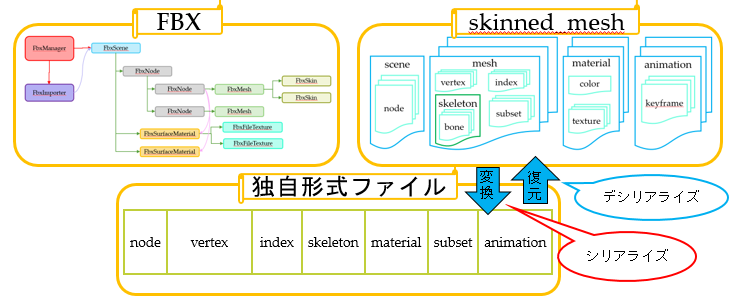 FBX
FbxManager
FbxScene
FbxImporter
FbxNode
FbxNode
FbxMesh
FbxSkin
FbxSkin
FbxNode
FbxMesh
FbxSurfaceMaterial
FbxFileTexture
FbxFileTexture
FbxSurfaceMaterial
skinned_mesh
scene
node
mesh
vertex
index
skeleton
bone
subset
material
color
texture
animation
keyframe
変換
復元
デシリアライズ
シリアライズ
独自形式ファイル
node
vertex
index
skeleton
material
subset
animation